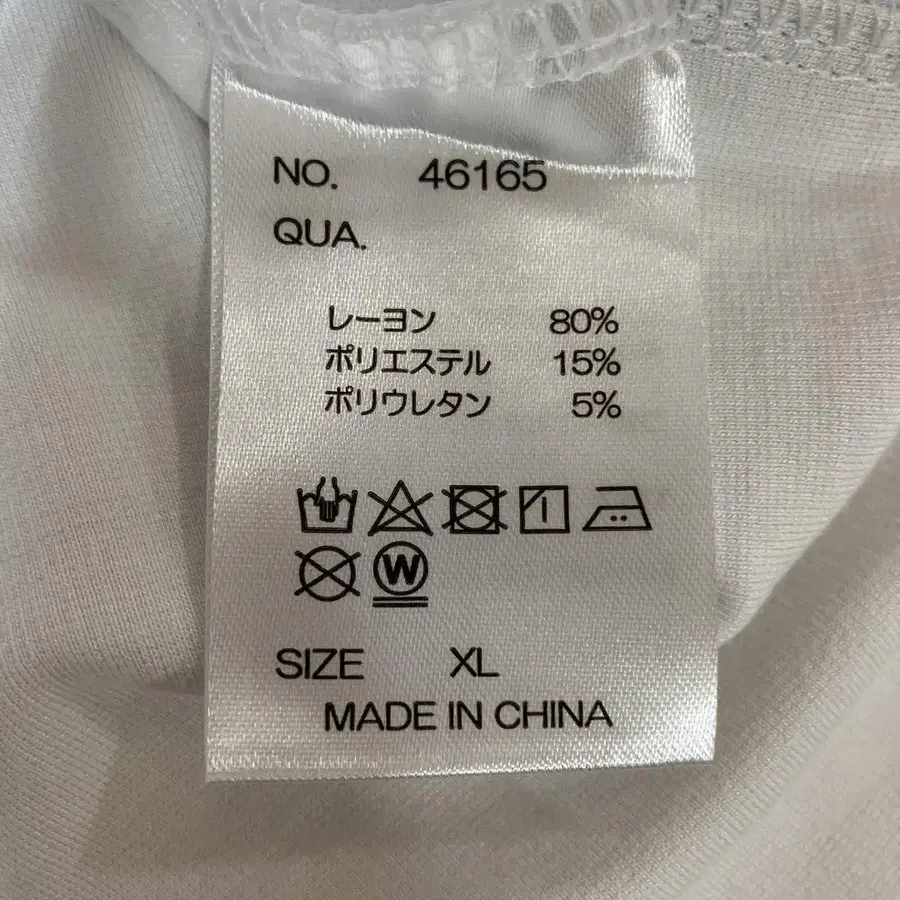 NO. 46165
QUA.
レーヨン 80%
ポリエステル 15%
ポリウレタン 5%
W
SIZE XL
MADE IN CHINA